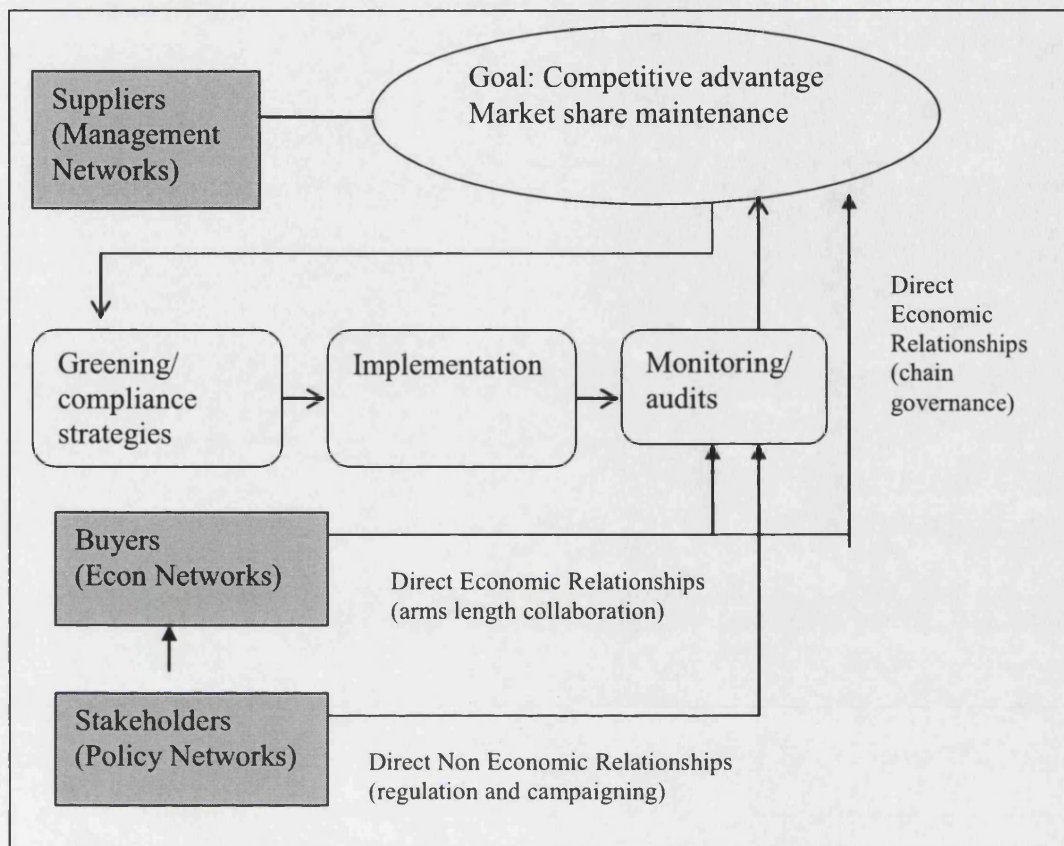 Goal: Competitive advantage
Market share maintenance
Suppliers
(Management
Networks)
Direct
Economic
Relationships
(chain
governance)
Greening/
compliance
strategies
Implementation
Monitoring/
audits
Buyers
(Econ Networks)
Direct Economic Relationships
(arms length collaboration)
Stakeholders
(Policy Networks)
Direct Non Economic Relationships
(regulation and campaigning)